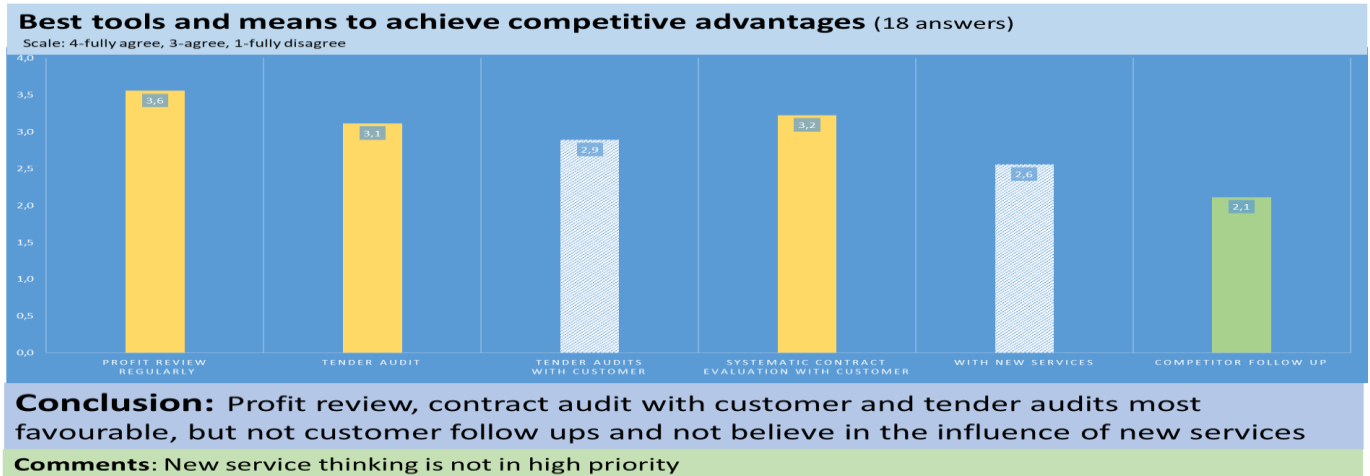 Best tools and means to achieve competitive advantages (18 answers)
Scale: 4-fully agree, 3-agree, 1-fully disagree
4,0
3,5
3,0
2,5
2,0
1,5
1,0
0,5
0,0
3,6
3,1
2,9
3,2
2,6
2,1
PROFIT REVIEW
REGULARLY
TENDER AUDIT
TENDER AUDITS
WITH CUSTOMER
SYSTEMATIC CONTRACT
EVALUATION WITH CUSTOMER
WITH NEW SERVICES
COMPETITOR FOLLOW UP
Conclusion: Profit review, contract audit with customer and tender audits most
favourable, but not customer follow ups and not believe in the influence of new services
Comments: New service thinking is not in high priority